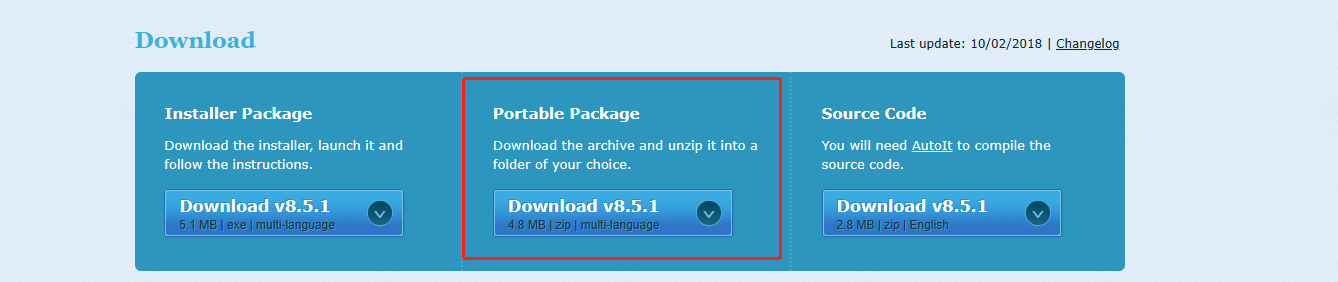 Download
Last update: 10/02/2018 | Changelog
Installer Package
Download the installer, launch it and
follow the instructions.
Download v8.5.1
5.1 MB | exe | multi-language
Portable Package
Download the archive and unzip it into a
folder of your choice.
Download v8.5.1
4.8 MB | zip | multi-language
Source Code
You will need AutoIt to compile the
source code.
Download v8.5.1
2.8 MB | zip | English